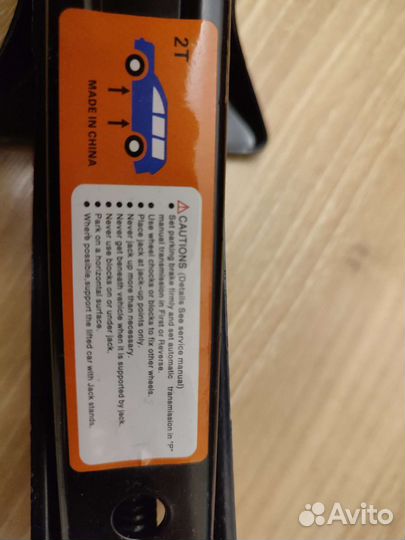 2T
MADE IN CHINA
⚠ CAUTIONS (Details See service manual)
• Set parking brake firmly and set automatic transmission in "P"
manual transmission in First or Reverse.
• Use wheel chocks or blocks to fix other wheels.
• Place jack at jack-up points only.
• Never jack up more than necessary.
• Never get beneath vehicle when it is supported by jack.
• Never use blocks on or under jack.
• Park on a horizontal surface.
• Where possible,support the lifted car with Jack stands.
Avito